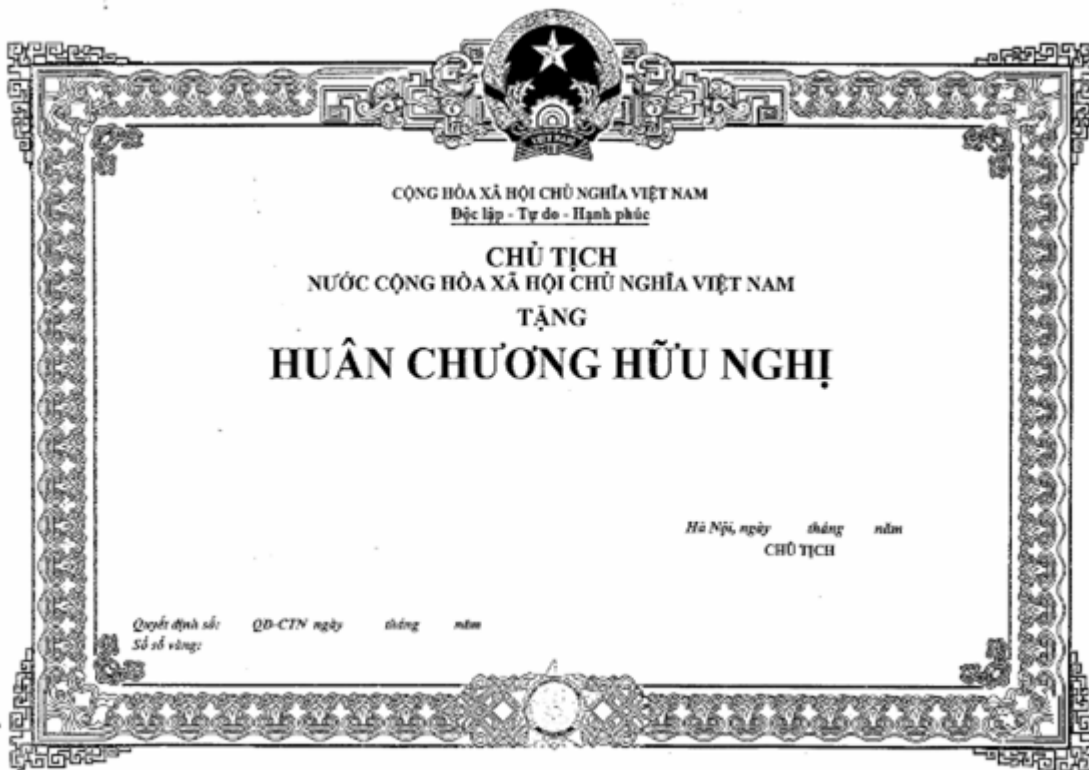 VIỆT NAM
CỘNG HÒA XÃ HỘI CHỦ NGHĨA VIỆT NAM
Độc lập - Tự do - Hạnh phúc
CHỦ TỊCH
NƯỚC CỘNG HÒA XÃ HỘI CHỦ NGHĨA VIỆT NAM
TẶNG
HUÂN CHƯƠNG HỮU NGHỊ
Hà Nội, ngày tháng năm
CHỦ TỊCH
Quyết định số: QĐ-CTN ngày tháng năm
Số sổ vàng: